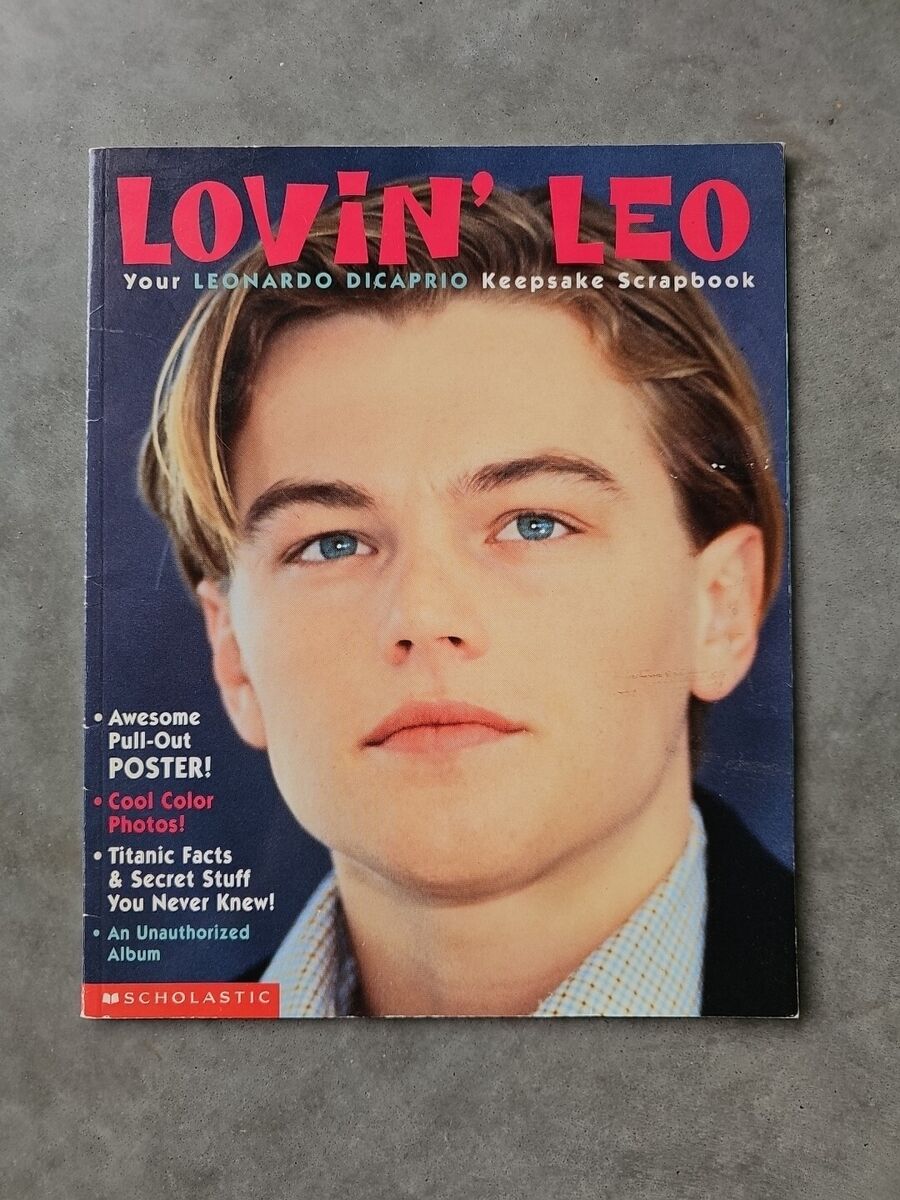 LOViN' LEO
Your LEONARDO DICAPRIO Keepsake Scrapbook
• Awesome
Pull-Out
POSTER!
• Cool Color
Photos!
• Titanic Facts
& Secret Stuff
You Never Knew!
• An Unauthorized
Album
SCHOLASTIC